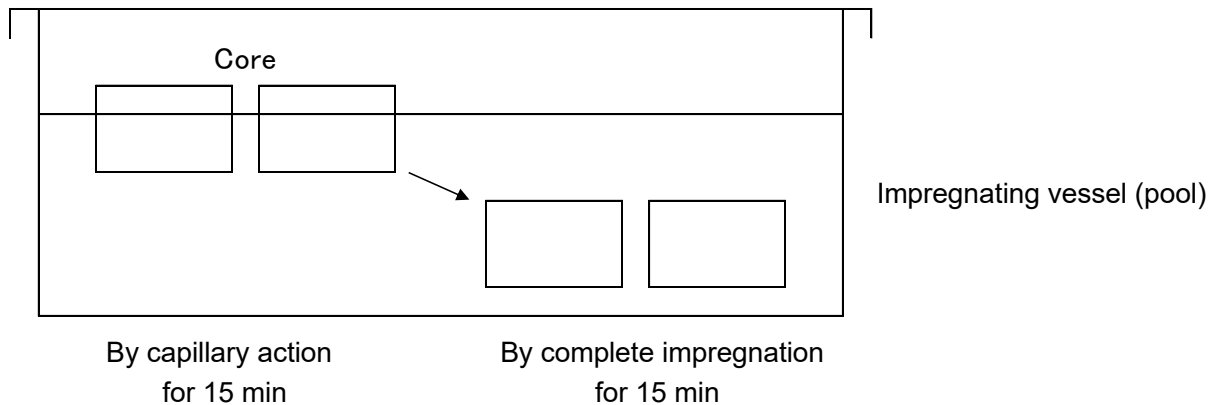 Core
Impregnating vessel (pool)
By capillary action
for 15 min
By complete impregnation
for 15 min